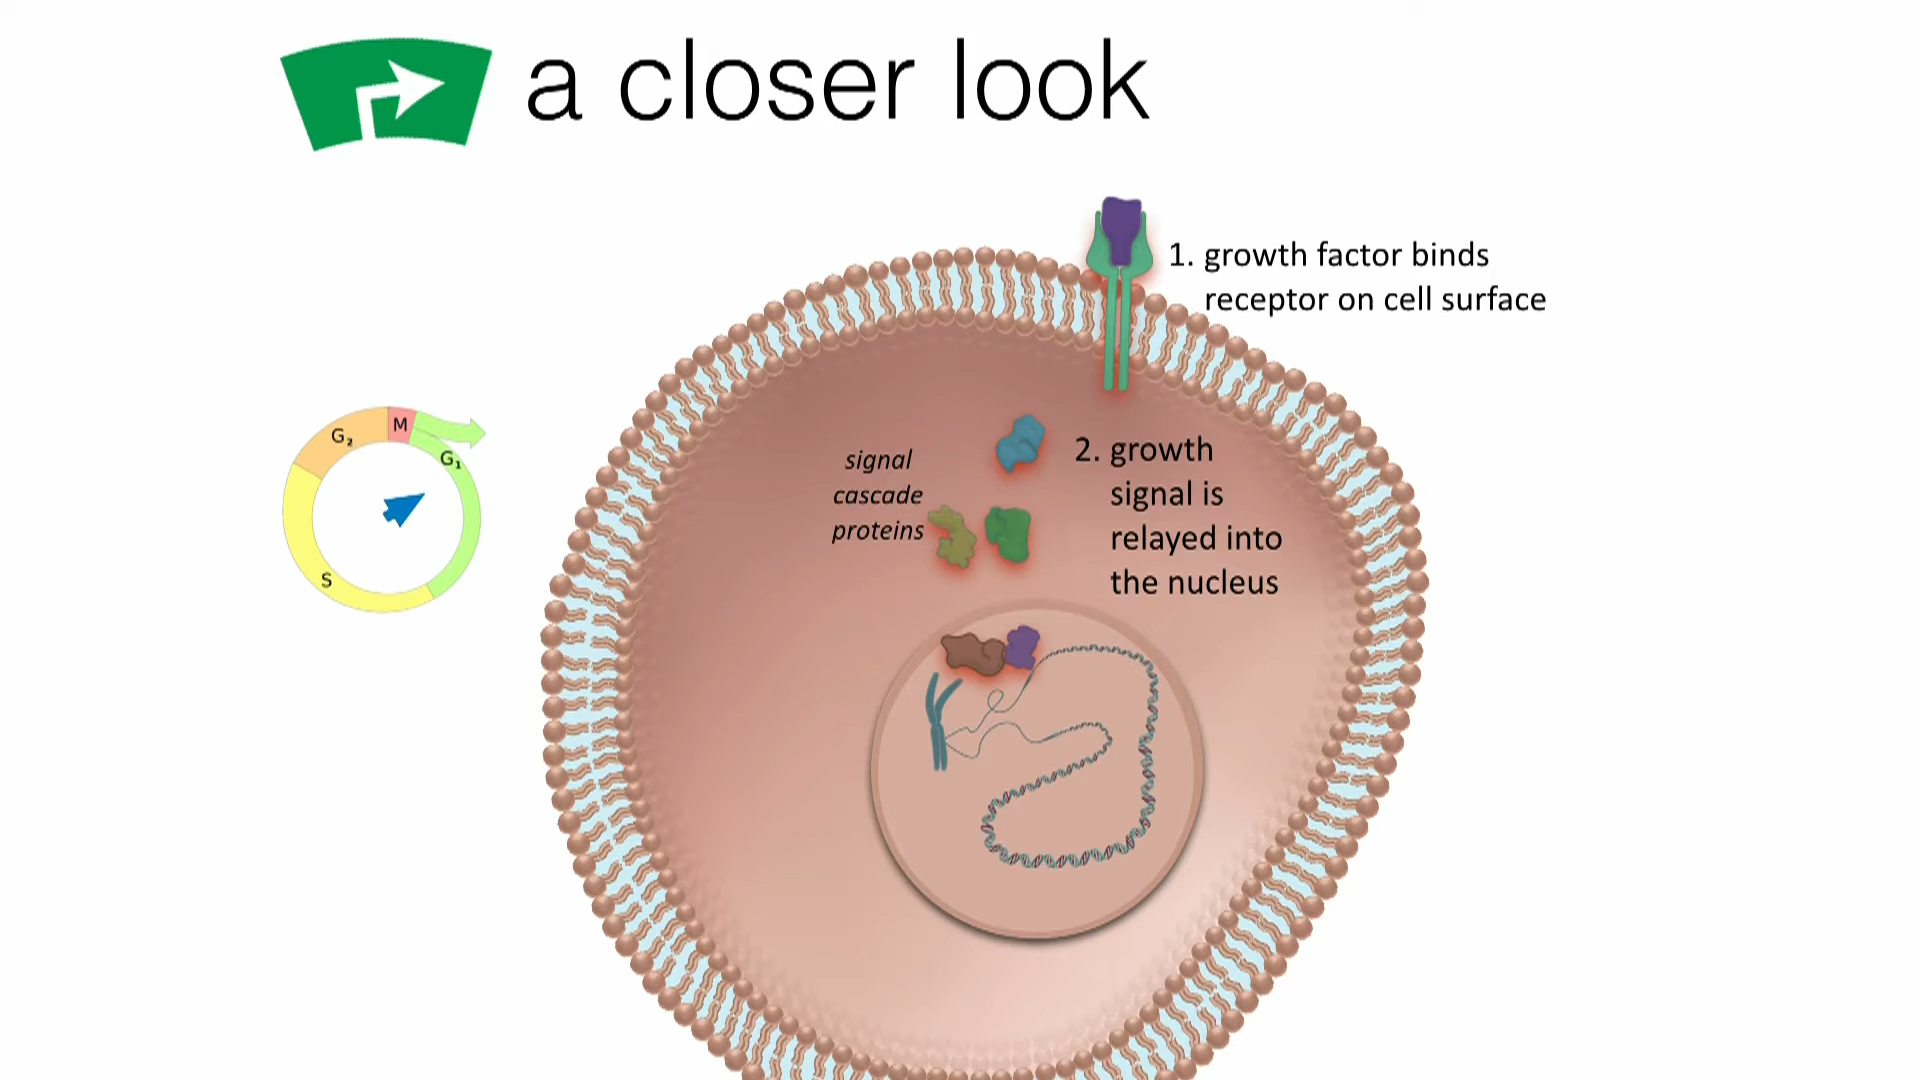 a closer look
1. growth factor binds
receptor on cell surface
G₂
M
G₁
S
signal
cascade
proteins
2. growth
signal is
relayed into
the nucleus